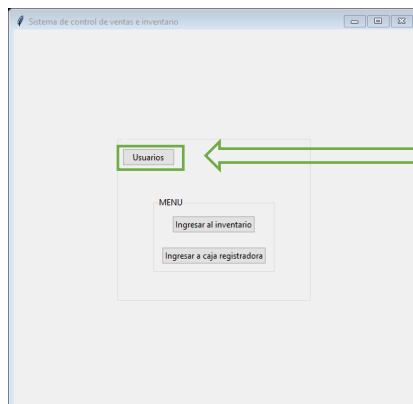 Sistema de control de ventas e inventario
Usuarios
MENU
Ingresar al inventario
Ingresar a caja registradora